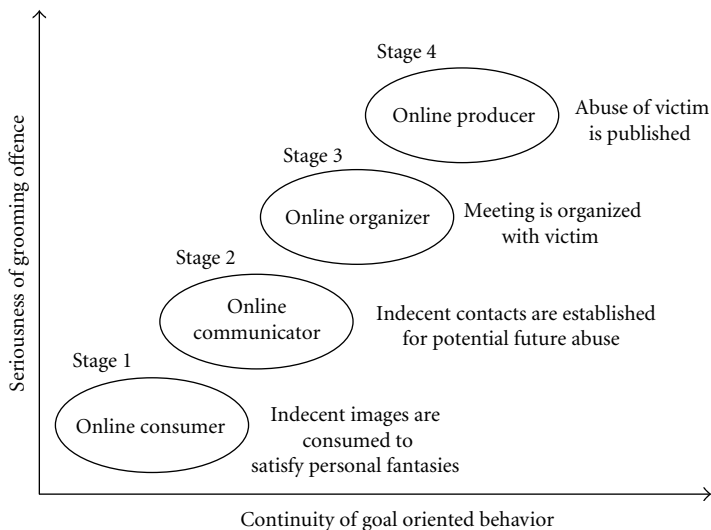 Stage 4
Online producer
Abuse of victim
is published
Stage 3
Online organizer
Meeting is organized
with victim
Stage 2
Online
communicator
Indecent contacts are established
for potential future abuse
Stage 1
Online consumer
Indecent images are
consumed to
satisfy personal fantasies
Seriousness of grooming offence
Continuity of goal oriented behavior